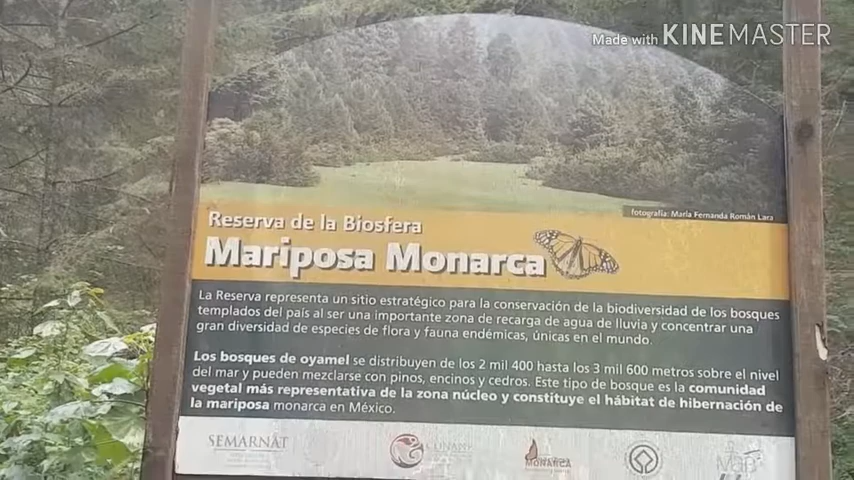 Made with KINEMASTER
fotografía: María Fernanda Román Lara
Reserva de la Biosfera
Mariposa Monarca
La Reserva representa un sitio estratégico para la conservación de la biodiversidad de los bosques
templados del país al ser una importante zona de recarga de agua de lluvia y concentrar una
gran diversidad de especies de flora y fauna endémicas, únicas en el mundo.
Los bosques de oyamel se distribuyen de los 2 mil 400 hasta los 3 mil 600 metros sobre el nivel
del mar y pueden mezclarse con pinos, encinos y cedros. Este tipo de bosque es la comunidad
vegetal más representativa de la zona núcleo y constituye el hábitat de hibernación de
la mariposa monarca en México.
SEMARNAT
CONANP
MONARCA